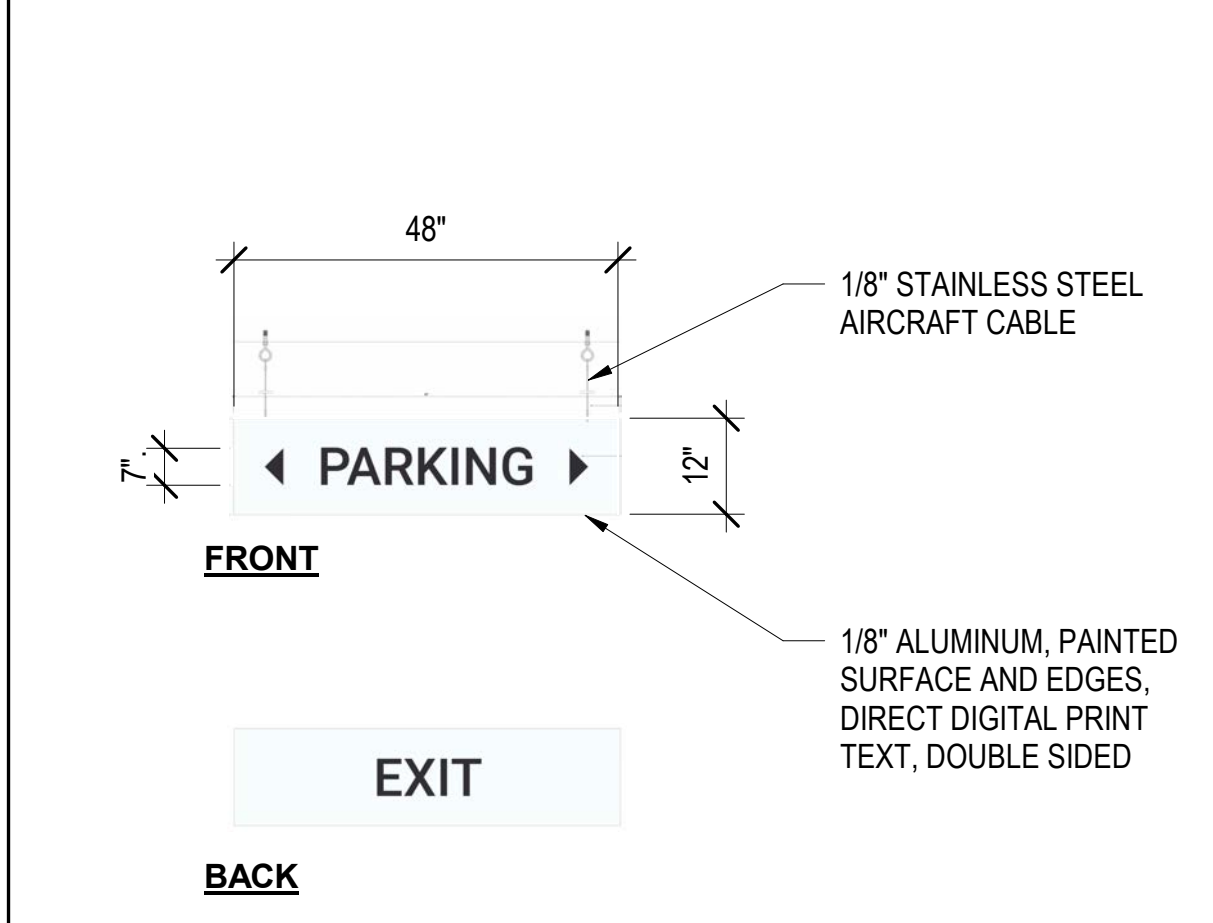 48"
1/8" STAINLESS STEEL
AIRCRAFT CABLE
7"
◀ PARKING ▶
12"
FRONT
1/8" ALUMINUM, PAINTED
SURFACE AND EDGES,
DIRECT DIGITAL PRINT
TEXT, DOUBLE SIDED
EXIT
BACK